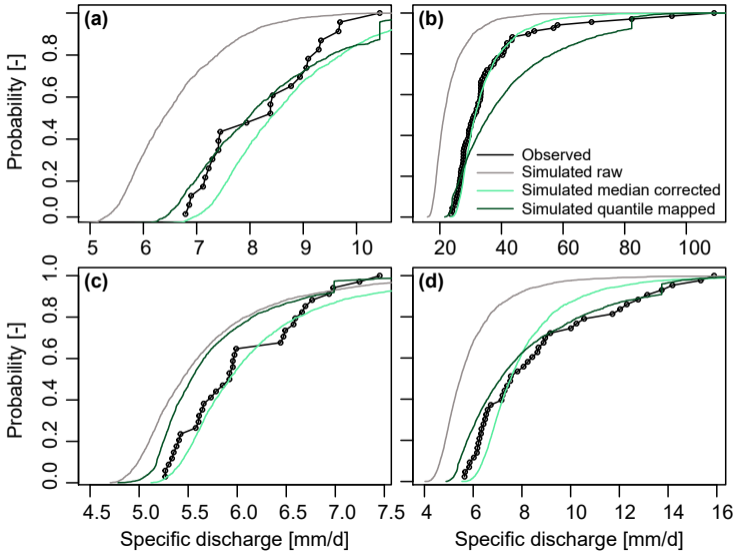 (a)
(b)
Probability [-]
0.0 0.2 0.4 0.6 0.8
Observed
Simulated raw
Simulated median corrected
Simulated quantile mapped
5 6 7 8 9 10
20 40 60 80 100
(c)
(d)
Probability [-]
0.0 0.2 0.4 0.6 0.8 1.0
4.5 5.0 5.5 6.0 6.5 7.0 7.5
4 6 8 10 12 14 16
Specific discharge [mm/d]
Specific discharge [mm/d]